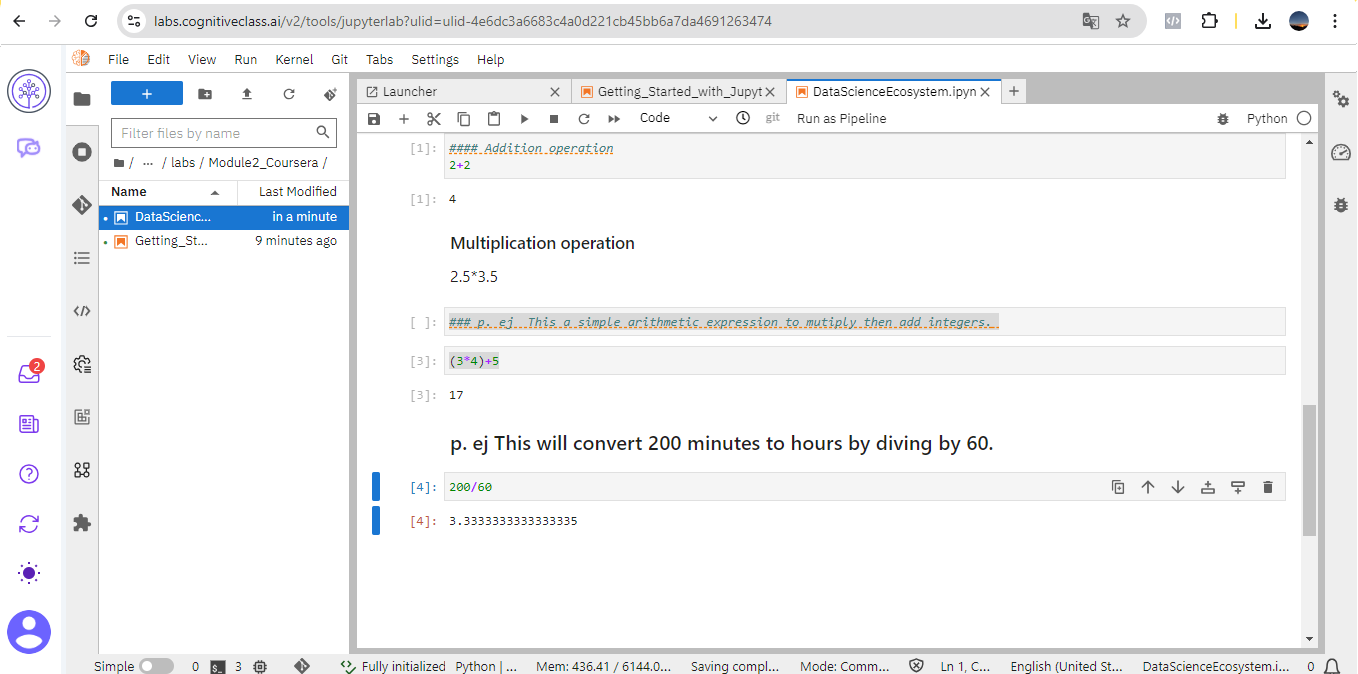 labs.cognitiveclass.ai/v2/tools/jupyterlab?ulid=ulid-4e6dc3a6683c4a0d221cb45bb6a7da4691263474
File Edit View Run Kernel Git Tabs Settings Help
Launcher
Getting_Started_with_Jupyt
DataScienceEcosystem.ipyn
Code
git
Run as Pipeline
Python
Filter files by name
/ ... / labs / Module2_Coursera /
Name Last Modified
DataScienc... in a minute
Getting_St... 9 minutes ago
2
[1]: #### Addition operation
2+2
[1]: 4
Multiplication operation
2.5*3.5
[ ]: ### p. ej  This a simple arithmetic expression to mutiply then add integers.
[3]: (3*4)+5
[3]: 17
p. ej This will convert 200 minutes to hours by diving by 60.
[4]: 200/60
[4]: 3.3333333333333335
Simple 0 3 Fully initialized Python | ... Mem: 436.41 / 6144.0... Saving compl... Mode: Comm... Ln 1, C... English (United St... DataScienceEcosystem.i... 0